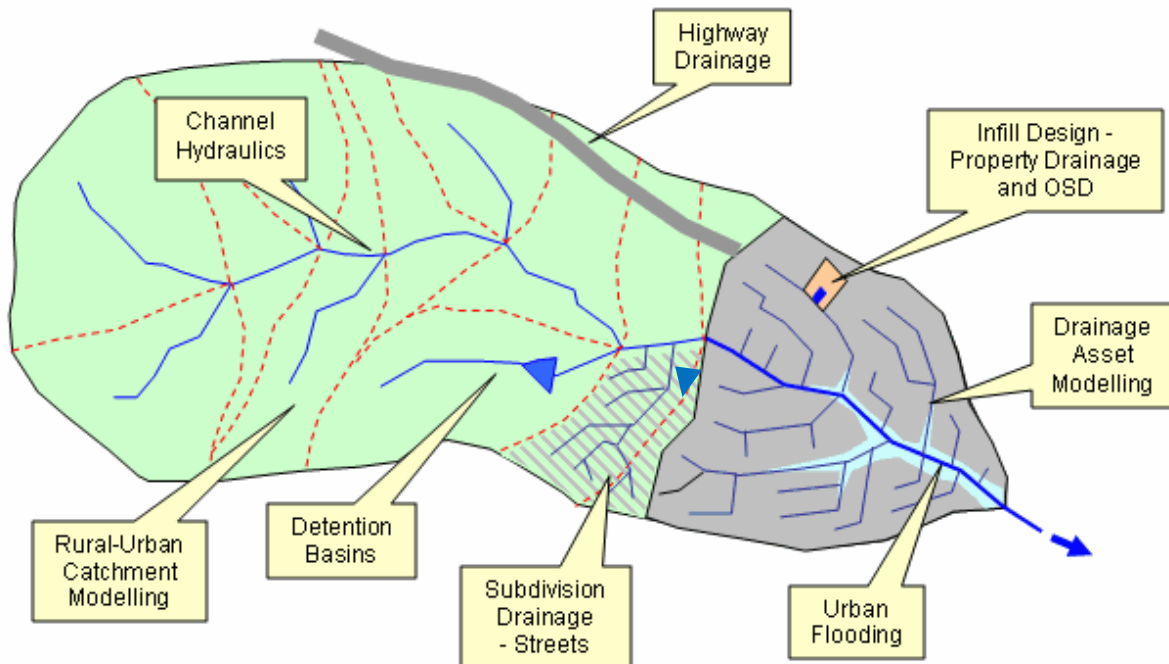 Highway
Drainage
Channel
Hydraulics
Infill Design -
Property Drainage
and OSD
Drainage
Asset
Modelling
Rural-Urban
Catchment
Modelling
Detention
Basins
Subdivision
Drainage
- Streets
Urban
Flooding